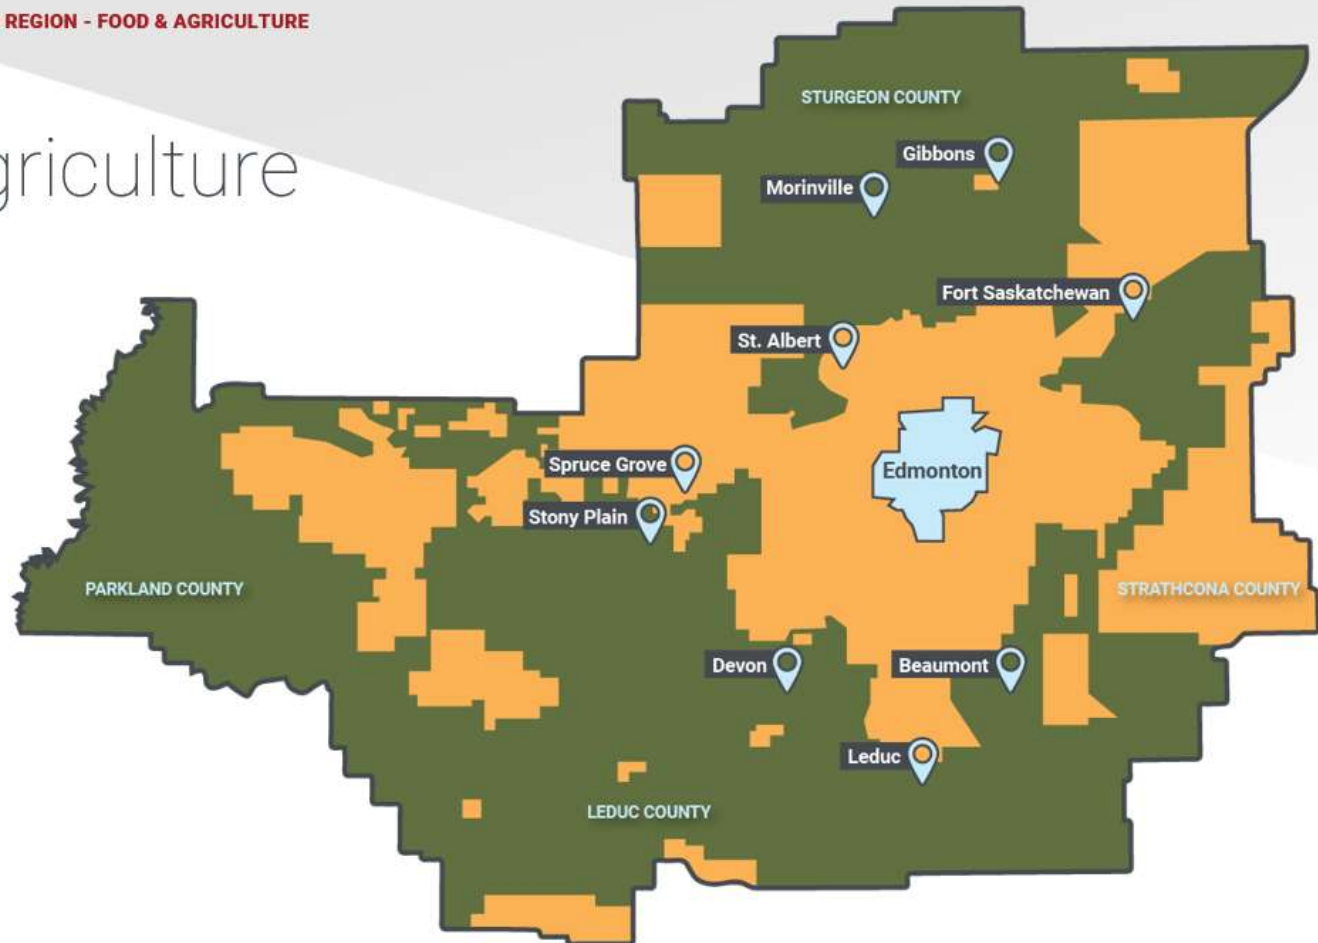 REGION - FOOD & AGRICULTURE
griculture
STURGEON COUNTY
Gibbons
Morinville
Fort Saskatchewan
St. Albert
Spruce Grove
Edmonton
Stony Plain
PARKLAND COUNTY
STRATHCONA COUNTY
Devon
Beaumont
Leduc
LEDUC COUNTY